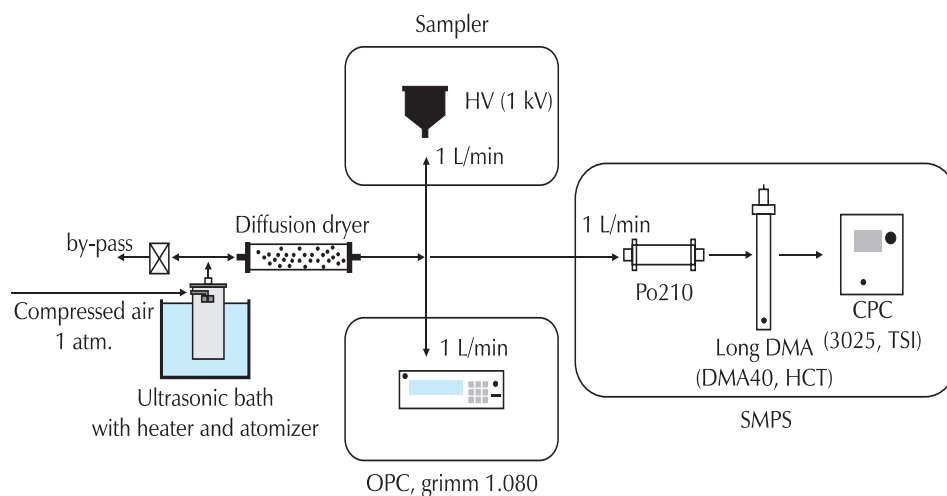 Sampler
HV (1 kV)
1 L/min
Diffusion dryer
1 L/min
by-pass
Po210
Compressed air
1 atm.
CPC
(3025, TSI)
1 L/min
Long DMA
(DMA40, HCT)
Ultrasonic bath
with heater and atomizer
SMPS
OPC, grimm 1.080